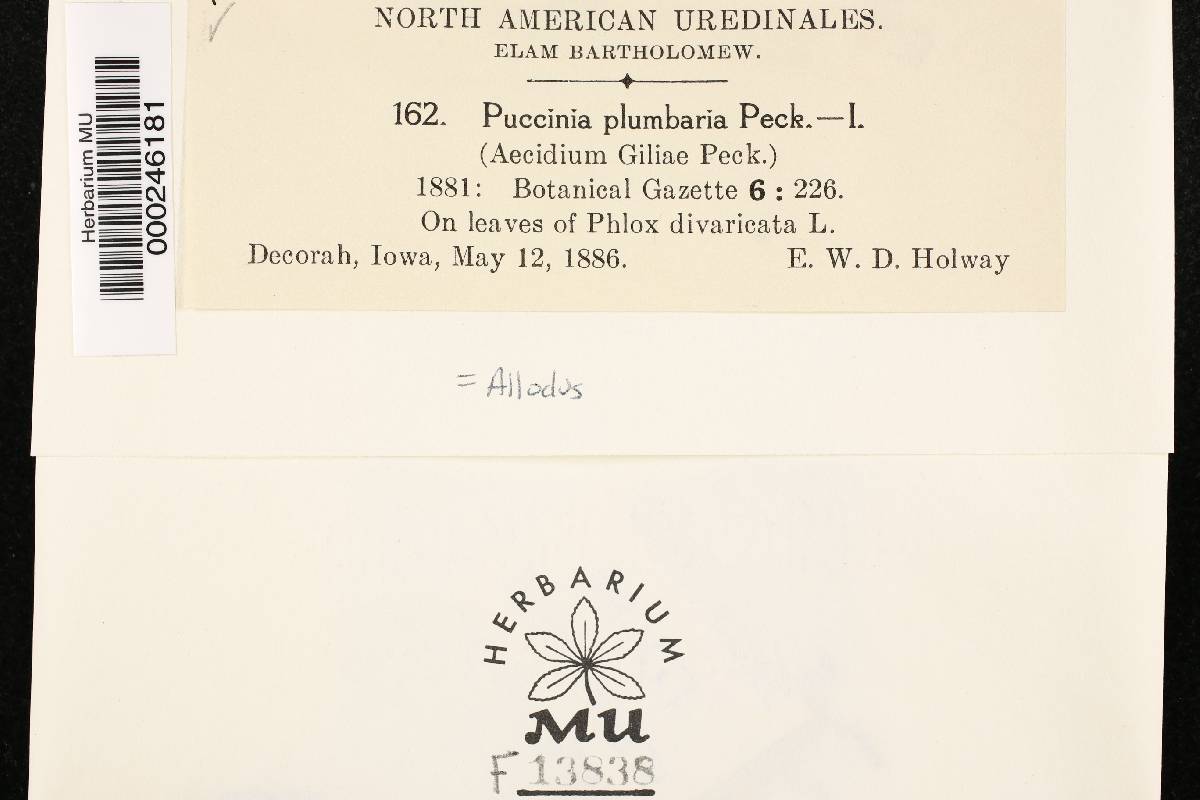 NORTH AMERICAN UREDINALES.
ELAM BARTHOLOMEW.
162. Puccinia plumbaria Peck.—I.
(Aecidium Giliae Peck.)
1881: Botanical Gazette 6 : 226.
On leaves of Phlox divaricata L.
Decorah, Iowa, May 12, 1886. E. W. D. Holway
Herbarium MU
000246181
= Allodus
HERBARIUM
MU
F 13838